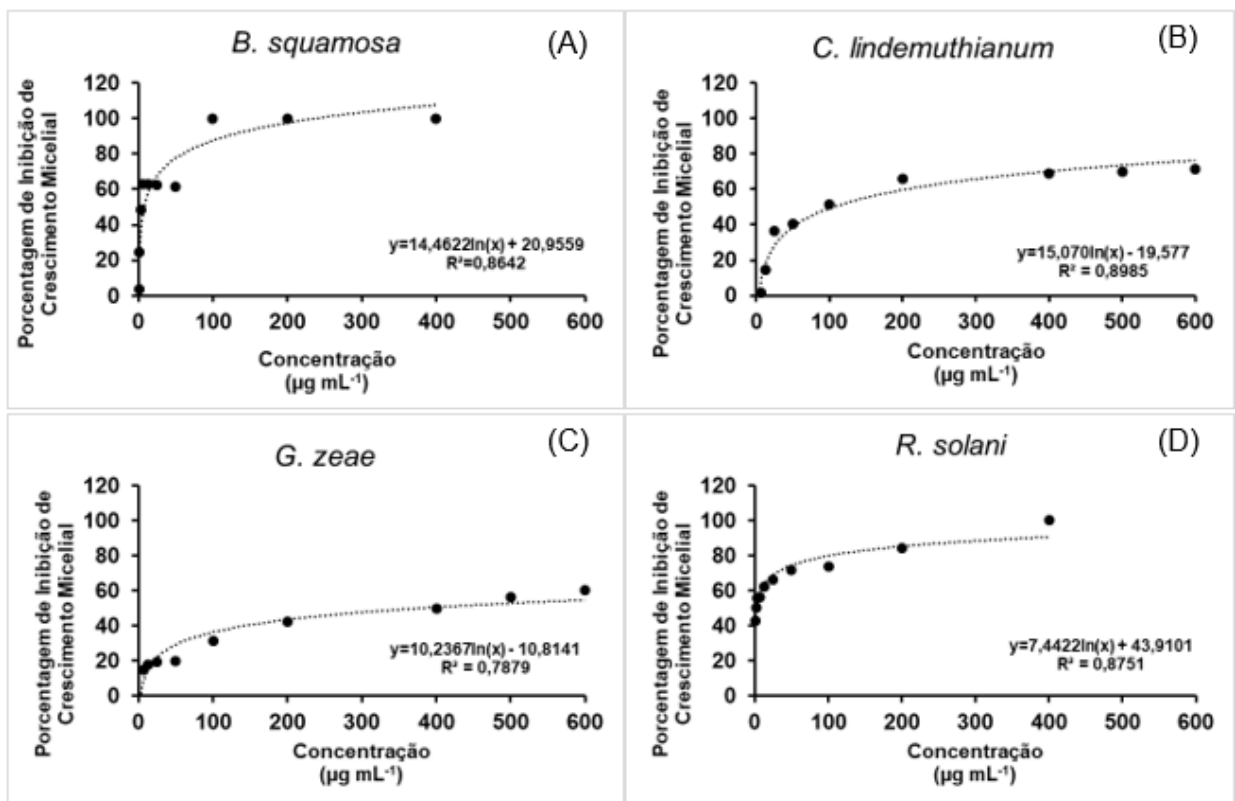 B. squamosa
(A)
Porcentagem de Inibição de
Crescimento Micelial
120
100
80
60
40
20
0
y=14,4622ln(x) + 20,9559
R²=0,8642
0 100 200 300 400 500 600
Concentração
(µg mL⁻¹)
C. lindemuthianum
(B)
Porcentagem de Inibição de
Crescimento Micelial
120
100
80
60
40
20
0
y=15,070ln(x) - 19,577
R² = 0,8985
0 100 200 300 400 500 600
Concentração
(µg mL⁻¹)
G. zeae
(C)
Porcentagem de Inibição de
Crescimento Micelial
120
100
80
60
40
20
0
y=10,2367ln(x) - 10,8141
R² = 0,7879
0 100 200 300 400 500 600
Concentração
(µg mL⁻¹)
R. solani
(D)
Porcentagem de Inibição de
Crescimento Micelial
120
100
80
60
40
20
0
y=7,4422ln(x) + 43,9101
R² = 0,8751
0 100 200 300 400 500 600
Concentração
(µg mL⁻¹)